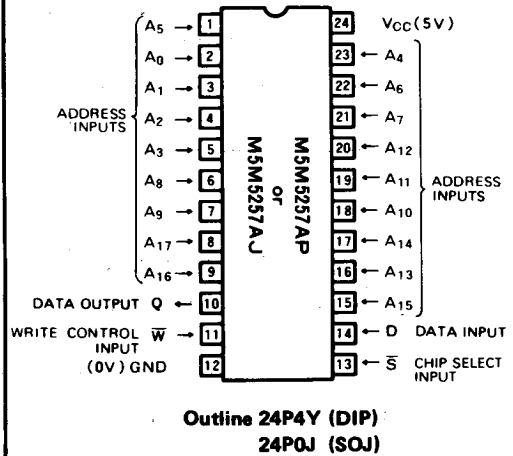 A5 → 1
A0 → 2
A1 → 3
A2 → 4
A3 → 5
A8 → 6
A9 → 7
A17 → 8
A16 → 9
ADDRESS
INPUTS
DATA OUTPUT Q ← 10
WRITE CONTROL W̅ → 11
INPUT
(0V) GND 12
M5M5257AP
or
M5M5257AJ
24 VCC (5V)
23 ← A4
22 ← A6
21 ← A7
20 ← A12
19 ← A11
18 ← A10
17 ← A14
16 ← A13
15 ← A15
ADDRESS
INPUTS
14 ← D DATA INPUT
13 ← S̅ CHIP SELECT
INPUT
Outline 24P4Y (DIP)
24P0J (SOJ)